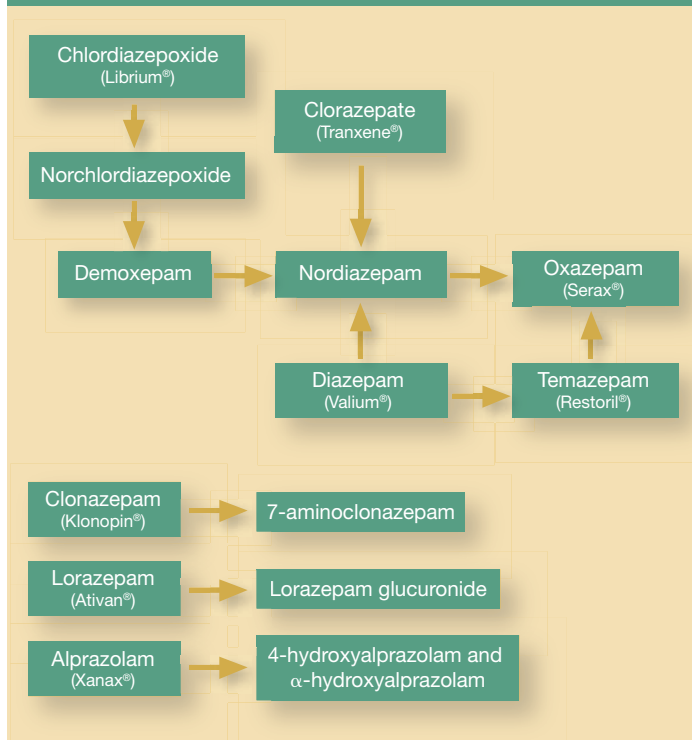 Chlordiazepoxide
(Librium®)
Clorazepate
(Tranxene®)
Norchlordiazepoxide
Demoxepam
Nordiazepam
Oxazepam
(Serax®)
Diazepam
(Valium®)
Temazepam
(Restoril®)
Clonazepam
(Klonopin®)
7-aminoclonazepam
Lorazepam
(Ativan®)
Lorazepam glucuronide
Alprazolam
(Xanax®)
4-hydroxyalprazolam and
α-hydroxyalprazolam